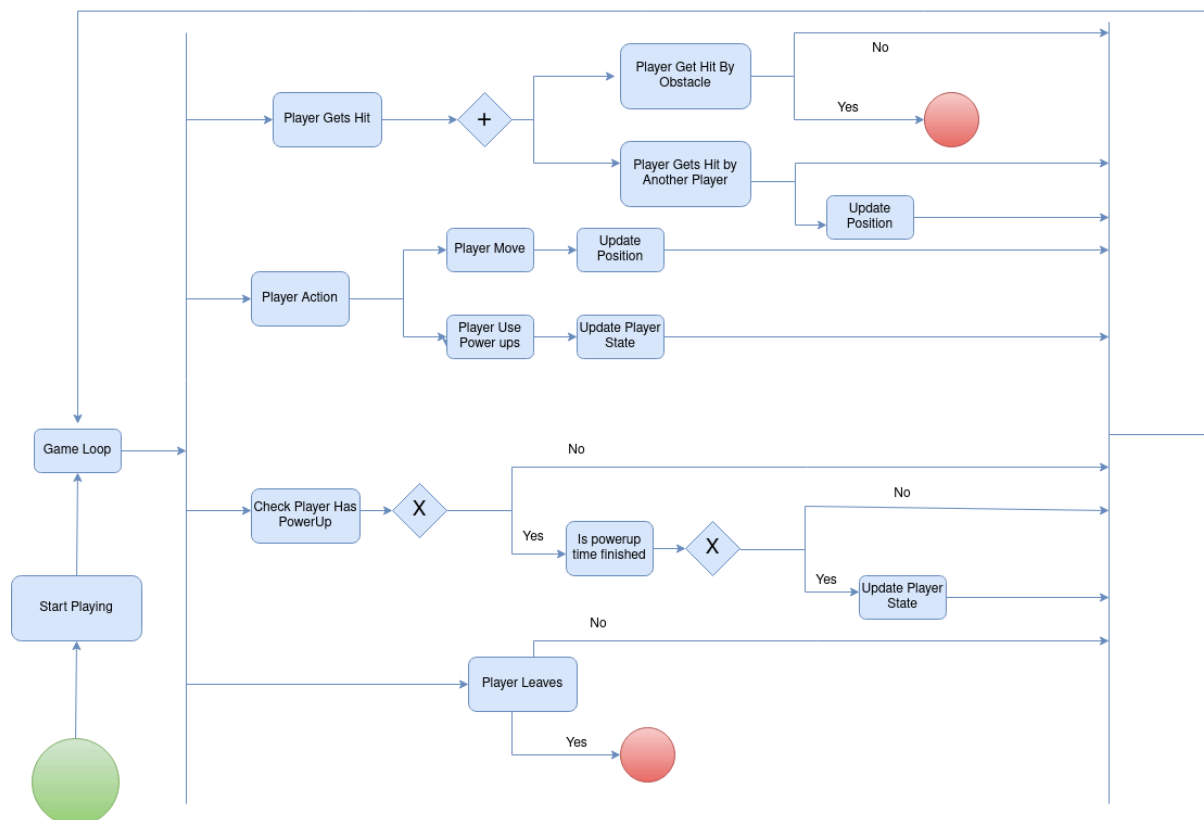 No
Player Get Hit By
Obstacle
Yes
Player Gets Hit
+
Player Gets Hit by
Another Player
Update
Position
Player Move
Update
Position
Player Action
Player Use
Power ups
Update Player
State
Game Loop
No
Check Player Has
PowerUp
X
No
Yes
Is powerup
time finished
X
Yes
Update Player
State
Start Playing
No
Player Leaves
Yes